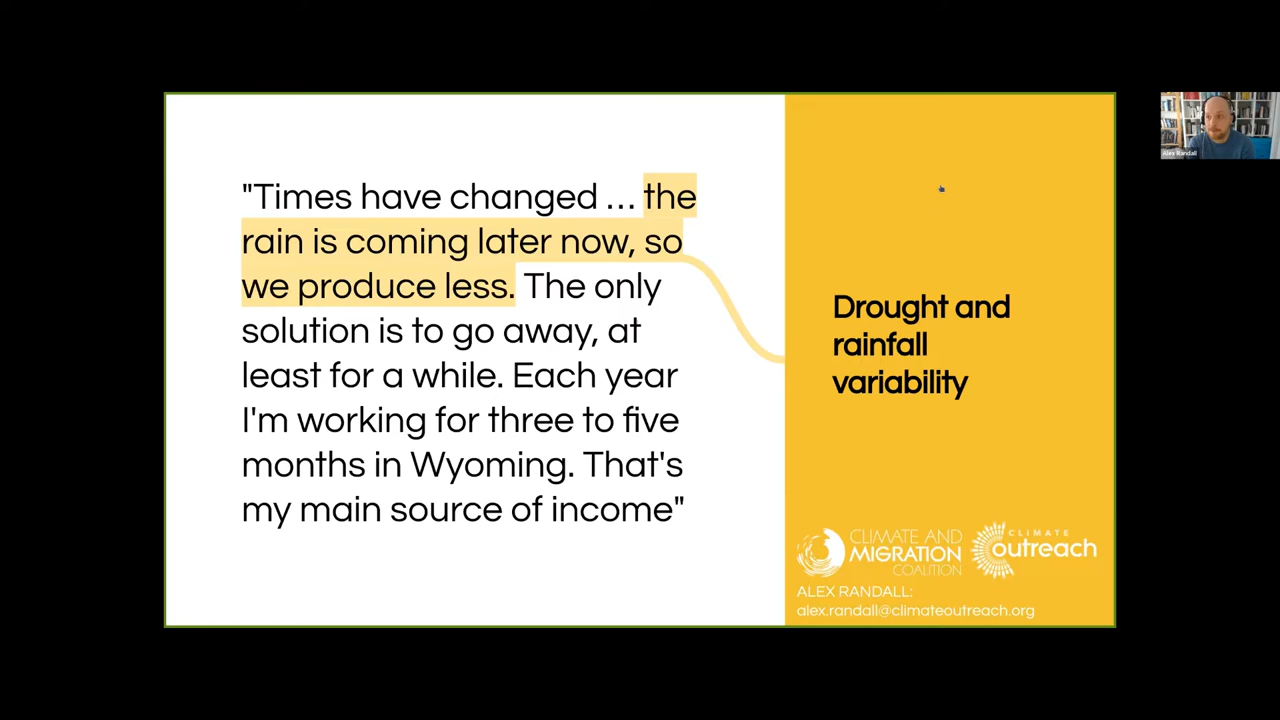 "Times have changed … the
rain is coming later now, so
we produce less. The only
solution is to go away, at
least for a while. Each year
I'm working for three to five
months in Wyoming. That's
my main source of income"
Drought and
rainfall
variability
CLIMATE AND
MIGRATION
COALITION
CLIMATE
outreach
ALEX RANDALL:
alex.randall@climateoutreach.org
Alex Randall